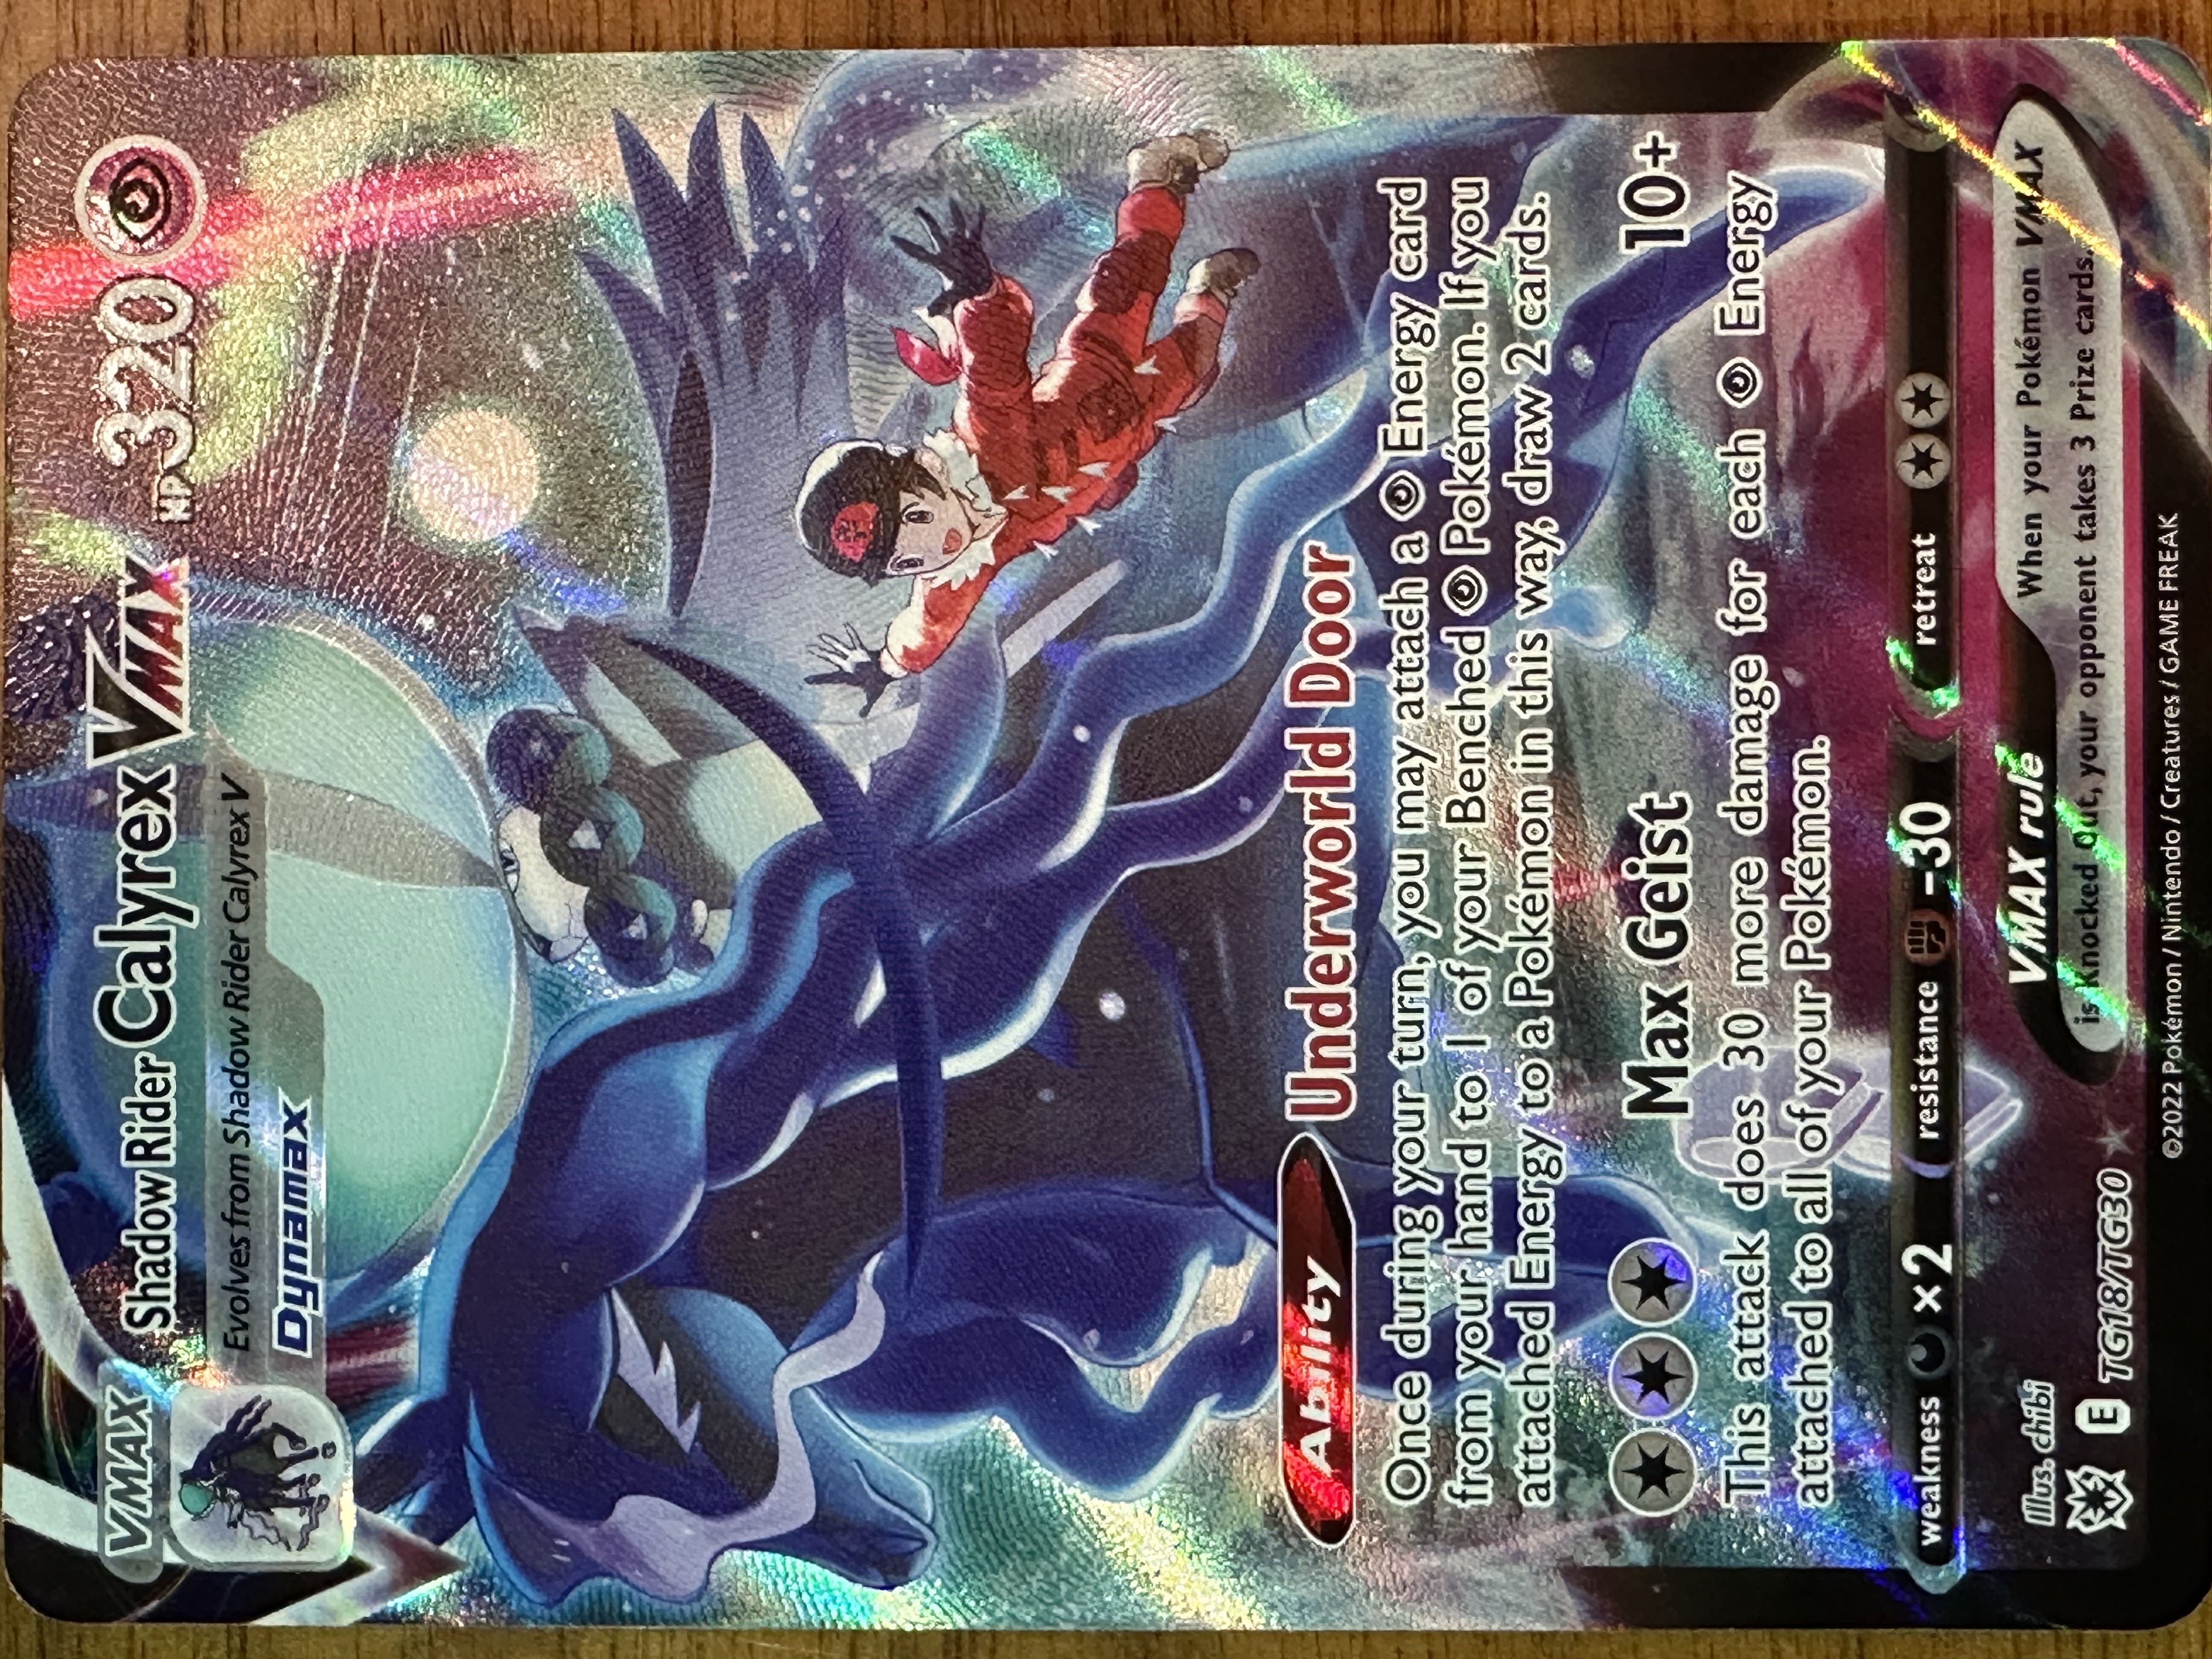 VMAX
Shadow Rider Calyrex VMAX HP 320
Evolves from Shadow Rider Calyrex V
Dynamax
Ability Underworld Door
Once during your turn, you may attach a Energy card
from your hand to 1 of your Benched Pokémon. If you
attached Energy to a Pokémon in this way, draw 2 cards.
Max Geist 10+
This attack does 30 more damage for each Energy
attached to all of your Pokémon.
weakness ×2 resistance -30 retreat
Illus. chibi
VMAX rule When your Pokémon VMAX
is Knocked Out, your opponent takes 3 Prize cards.
E TG18/TG30
©2022 Pokémon / Nintendo / Creatures / GAME FREAK